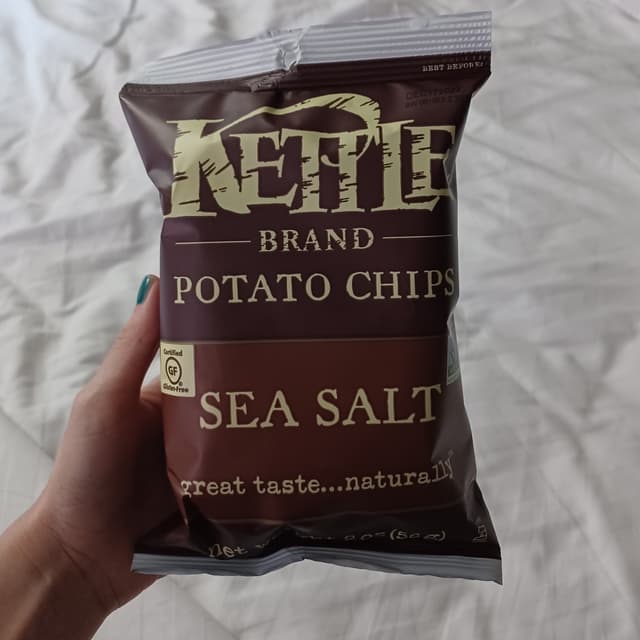 BEST BEFORE:
KETTLE
BRAND
POTATO CHIPS
Certified
GF
Gluten-Free
SEA SALT
great taste...naturally